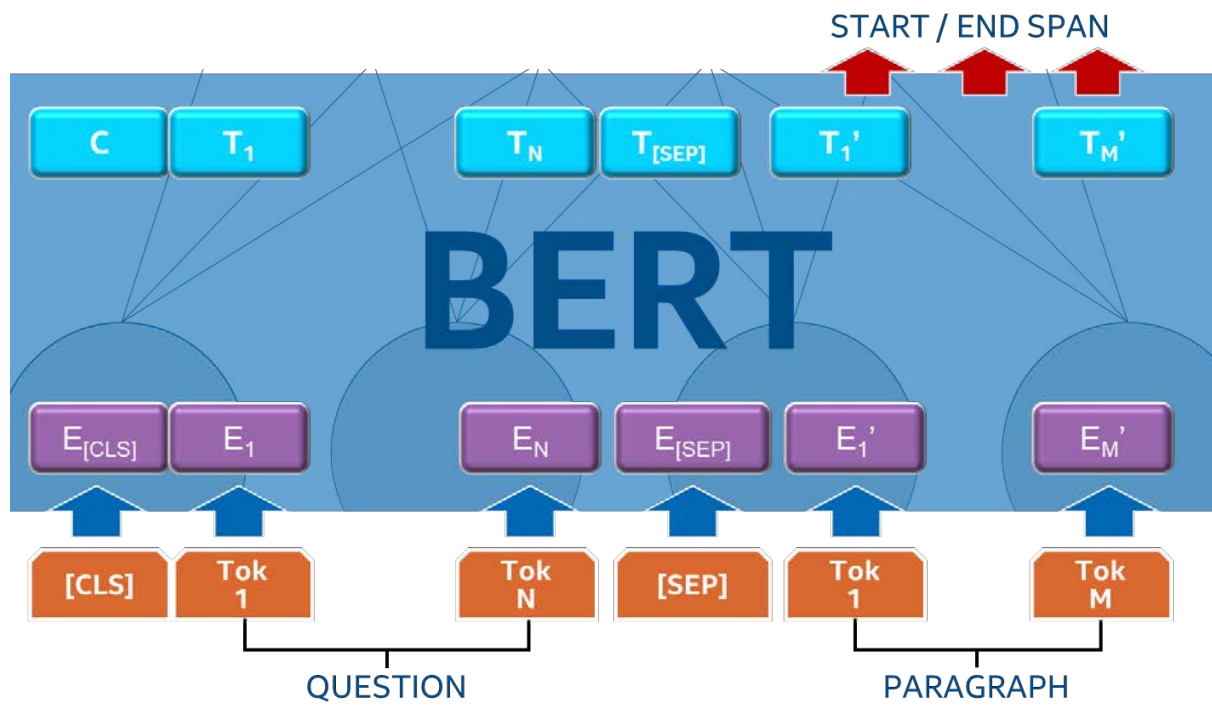 START / END SPAN
C T1 TN T[SEP] T1’ TM’
BERT
E[CLS] E1 EN E[SEP] E1’ EM’
[CLS] Tok 1 Tok N [SEP] Tok 1 Tok M
QUESTION PARAGRAPH